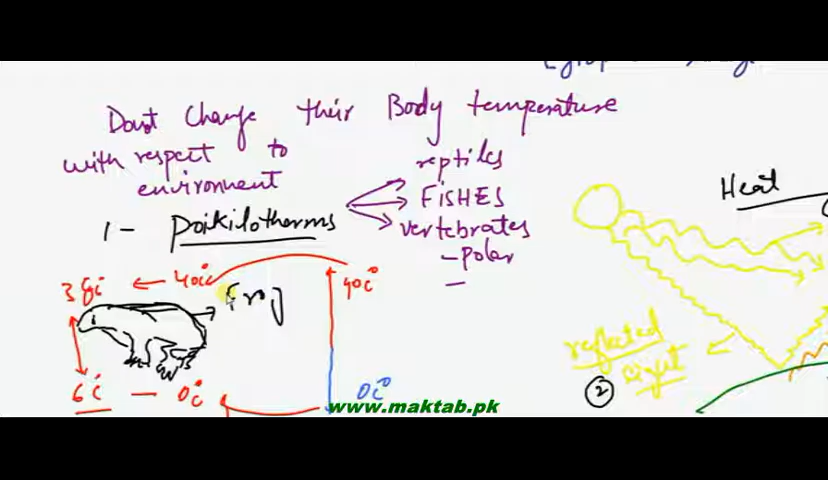 Dont Change their Body temperature
with respect to
environment
reptiles
FISHES
vertebrates
- polar
1 - Poikilotherms
38c 40c 40c°
Frog
6c - 0c 0c°
Heat
reflected
Light
2
www.maktab.pk